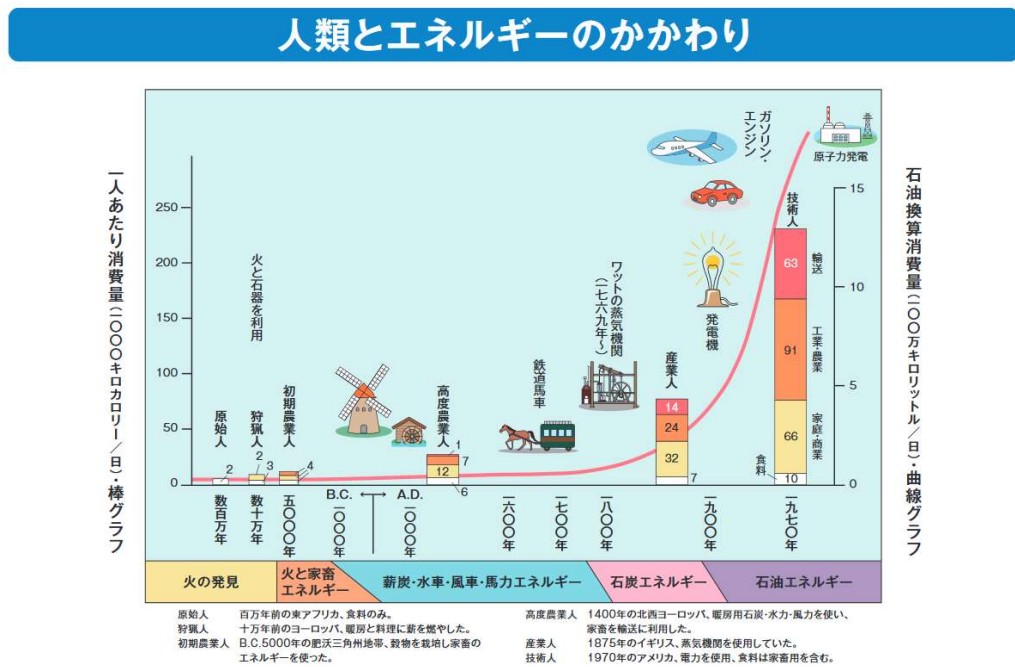 人類とエネルギーのかかわり
一人あたり消費量(一〇〇〇キロカロリー/日)・棒グラフ
250
200
150
100
50
0
石油換算消費量(一〇〇万キロリットル/日)・曲線グラフ
15
10
5
0
原始人
2
火と石器を利用
狩猟人
2
3
初期農業人
4
4
高度農業人
1
7
12
6
鉄道馬車
ワットの蒸気機関
(一七六九年~)
産業人
14
24
32
7
発電機
ガソリン・
エンジン
原子力発電
技術人
63
輸送
91
工業・農業
66
家庭・商業
食料
10
数百万年
数十万年
五〇〇〇年
一〇〇〇年
B.C.
A.D.
一〇〇〇年
一六〇〇年
一七〇〇年
一八〇〇年
一九〇〇年
一九七〇年
火の発見
火と家畜
エネルギー
薪炭・水車・風車・馬力エネルギー
石炭エネルギー
石油エネルギー
原始人 百万年前の東アフリカ、食料のみ。
狩猟人 十万年前のヨーロッパ、暖房と料理に薪を燃やした。
初期農業人 B.C.5000年の肥沃三角州地帯、穀物を栽培し家畜の
エネルギーを使った。
高度農業人 1400年の北西ヨーロッパ、暖房用石炭・水力・風力を使い、
家畜を輸送に利用した。
産業人 1875年のイギリス、蒸気機関を使用していた。
技術人 1970年のアメリカ、電力を使用、食料は家畜用を含む。